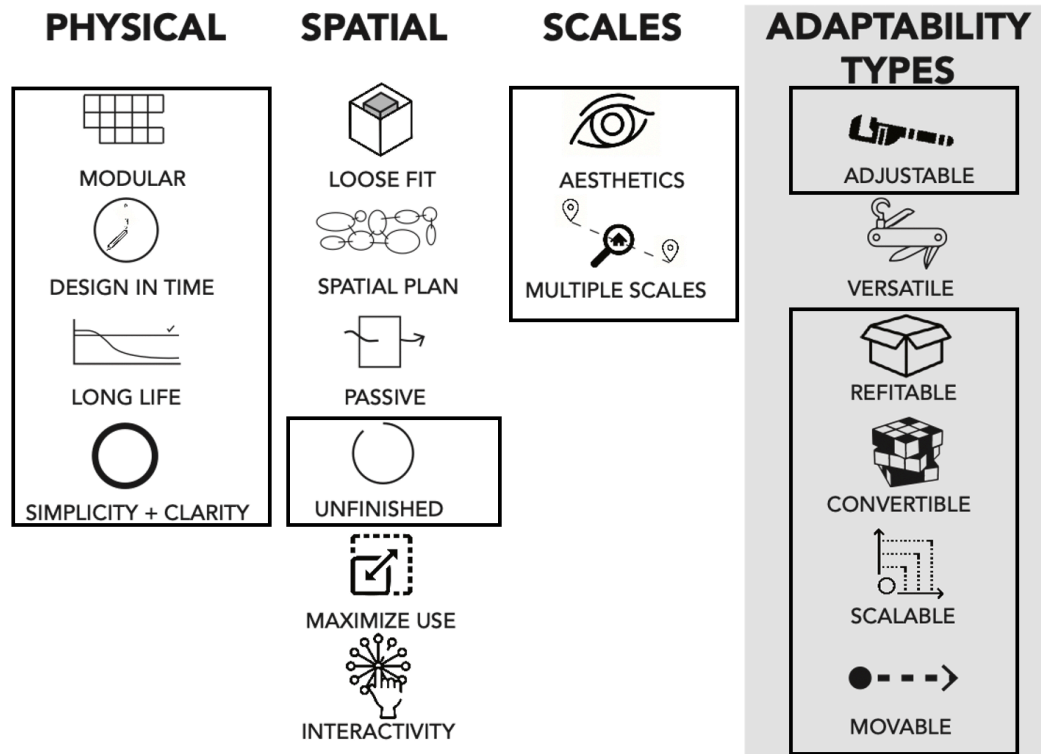 PHYSICAL
MODULAR
DESIGN IN TIME
LONG LIFE
SIMPLICITY + CLARITY
SPATIAL
LOOSE FIT
SPATIAL PLAN
PASSIVE
UNFINISHED
MAXIMIZE USE
INTERACTIVITY
SCALES
AESTHETICS
MULTIPLE SCALES
ADAPTABILITY
TYPES
ADJUSTABLE
VERSATILE
REFITABLE
CONVERTIBLE
SCALABLE
MOVABLE